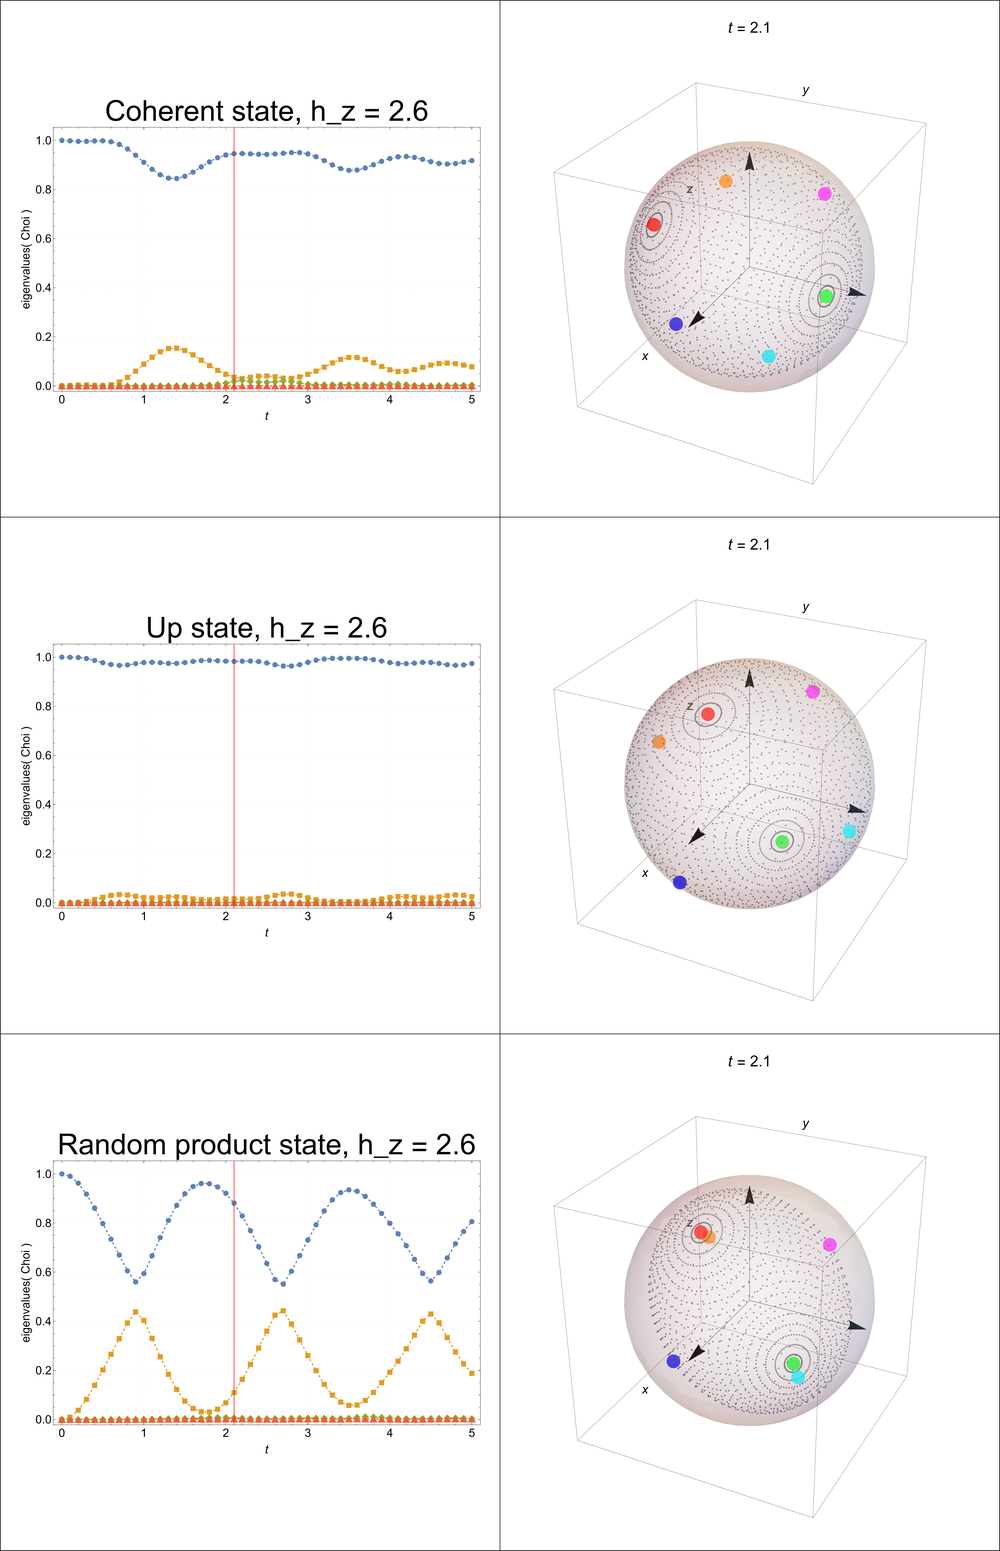 Coherent state, h_z = 2.6
eigenvalues( Choi )
1.0
0.8
0.6
0.4
0.2
0.0
0 1 2 3 4 5
t
t = 2.1
y
z
x
Up state, h_z = 2.6
eigenvalues( Choi )
1.0
0.8
0.6
0.4
0.2
0.0
0 1 2 3 4 5
t
t = 2.1
y
z
x
Random product state, h_z = 2.6
eigenvalues( Choi )
1.0
0.8
0.6
0.4
0.2
0.0
0 1 2 3 4 5
t
t = 2.1
y
z
x